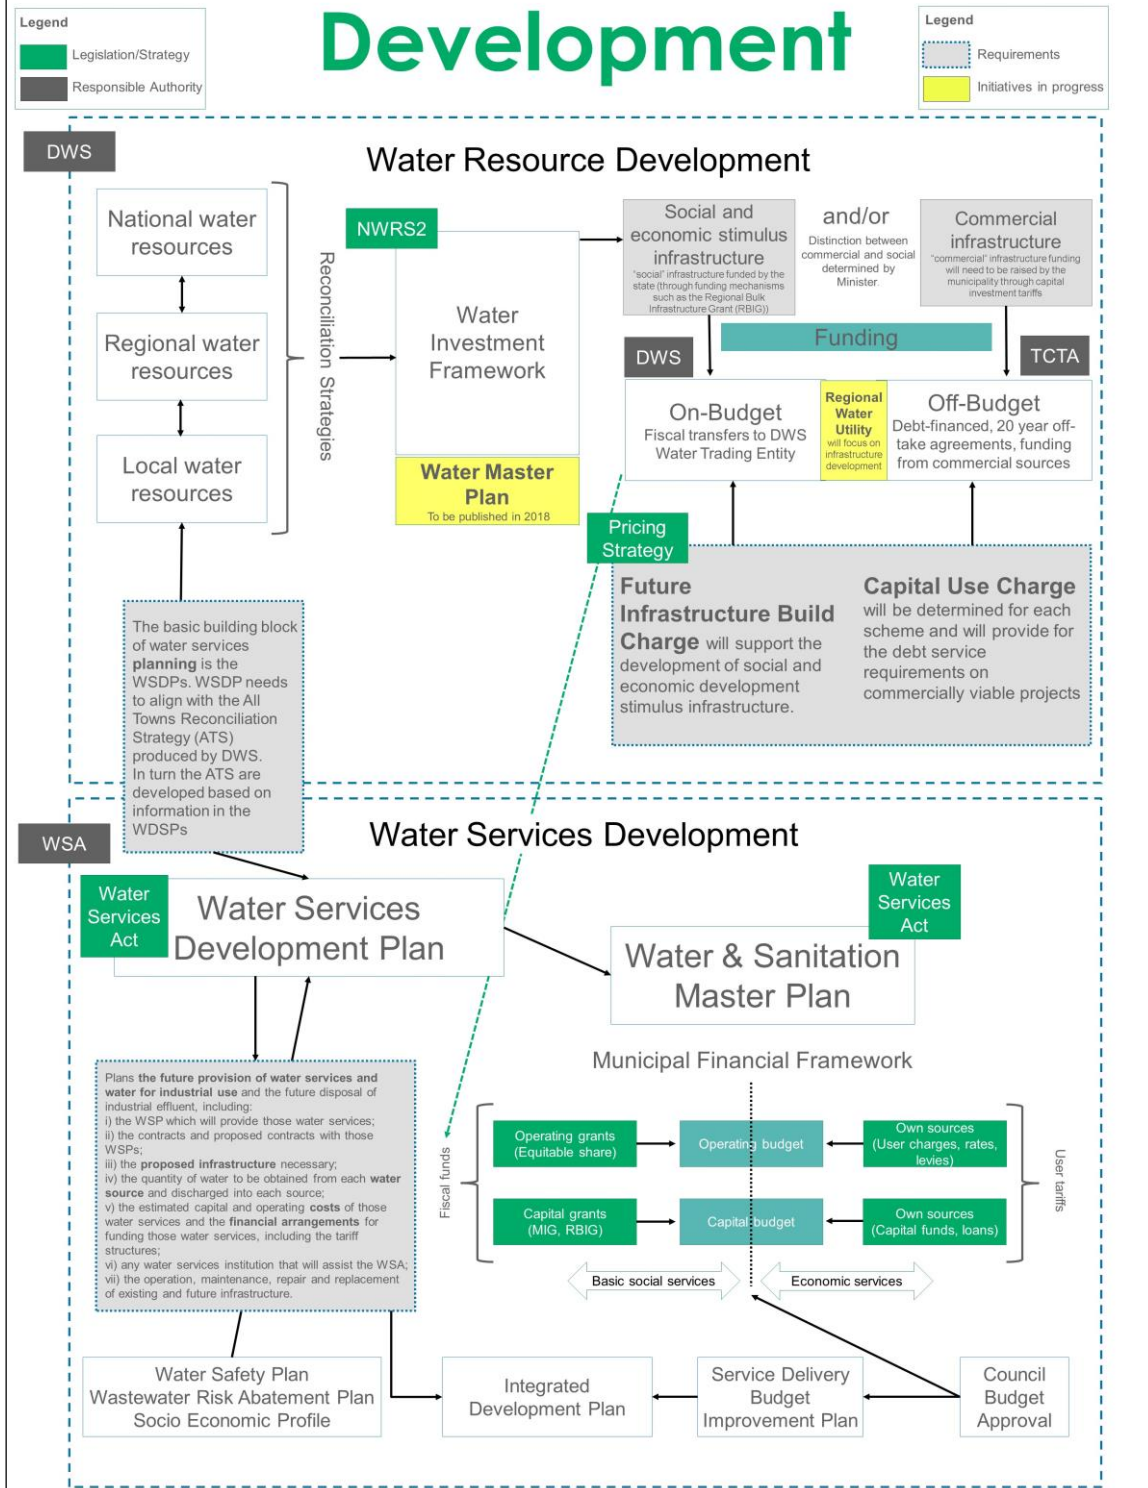 Legend
Legislation/Strategy
Responsible Authority
Development
Legend
Requirements
Initiatives in progress
DWS
Water Resource Development
National water
resources
Regional water
resources
Local water
resources
Reconciliation Strategies
NWRS2
Water
Investment
Framework
Water Master
Plan
To be published in 2018
Social and
economic stimulus
infrastructure
"social" infrastructure funded by the
state (through funding mechanisms
such as the Regional Bulk
Infrastructure Grant (RBIG))
and/or
Distinction between
commercial and social
determined by
Minister.
Commercial
infrastructure
"commercial" infrastructure funding
will need to be raised by the
municipality through capital
investment tariffs
Funding
DWS
TCTA
On-Budget
Fiscal transfers to DWS
Water Trading Entity
Regional
Water
Utility
will focus on
infrastructure
development
Off-Budget
Debt-financed, 20 year off-
take agreements, funding
from commercial sources
Pricing
Strategy
Future
Infrastructure Build
Charge will support the
development of social and
economic development
stimulus infrastructure.
Capital Use Charge
will be determined for each
scheme and will provide for
the debt service
requirements on
commercially viable projects
The basic building block
of water services
planning is the
WSDPs. WSDP needs
to align with the All
Towns Reconciliation
Strategy (ATS)
produced by DWS.
In turn the ATS are
developed based on
information in the
WDSPs
WSA
Water Services Development
Water
Services
Act
Water Services
Development Plan
Water
Services
Act
Water & Sanitation
Master Plan
Plans the future provision of water services and
water for industrial use and the future disposal of
industrial effluent, including:
i) the WSP which will provide those water services;
ii) the contracts and proposed contracts with those
WSPs;
iii) the proposed infrastructure necessary;
iv) the quantity of water to be obtained from each water
source and discharged into each source;
v) the estimated capital and operating costs of those
water services and the financial arrangements for
funding those water services, including the tariff
structures;
vi) any water services institution that will assist the WSA;
vii) the operation, maintenance, repair and replacement
of existing and future infrastructure.
Municipal Financial Framework
Fiscal funds
Operating grants
(Equitable share)
Operating budget
Own sources
(User charges, rates,
levies)
Capital grants
(MIG, RBIG)
Capital budget
Own sources
(Capital funds, loans)
User tariffs
Basic social services
Economic services
Water Safety Plan
Wastewater Risk Abatement Plan
Socio Economic Profile
Integrated
Development Plan
Service Delivery
Budget
Improvement Plan
Council
Budget
Approval